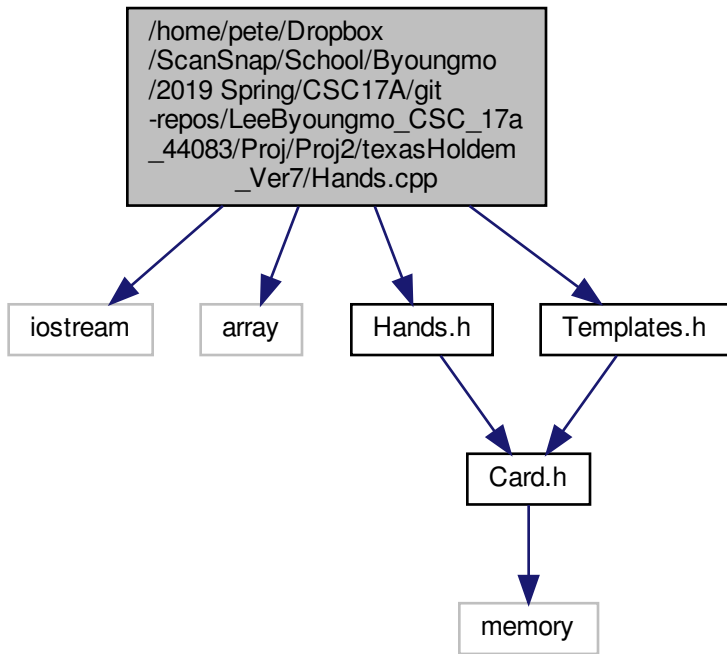 /home/pete/Dropbox
/ScanSnap/School/Byoungmo
/2019 Spring/CSC17A/git
-repos/LeeByoungmo_CSC_17a
_44083/Proj/Proj2/texasHoldem
_Ver7/Hands.cpp
iostream
array
Hands.h
Templates.h
Card.h
memory